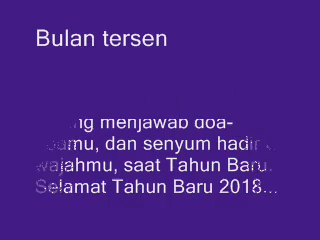 Bulan tersen
menjawab doa-
dan senyum hadir
wajahmu, saat Tahun Baru.
Selamat Tahun Baru 2018...